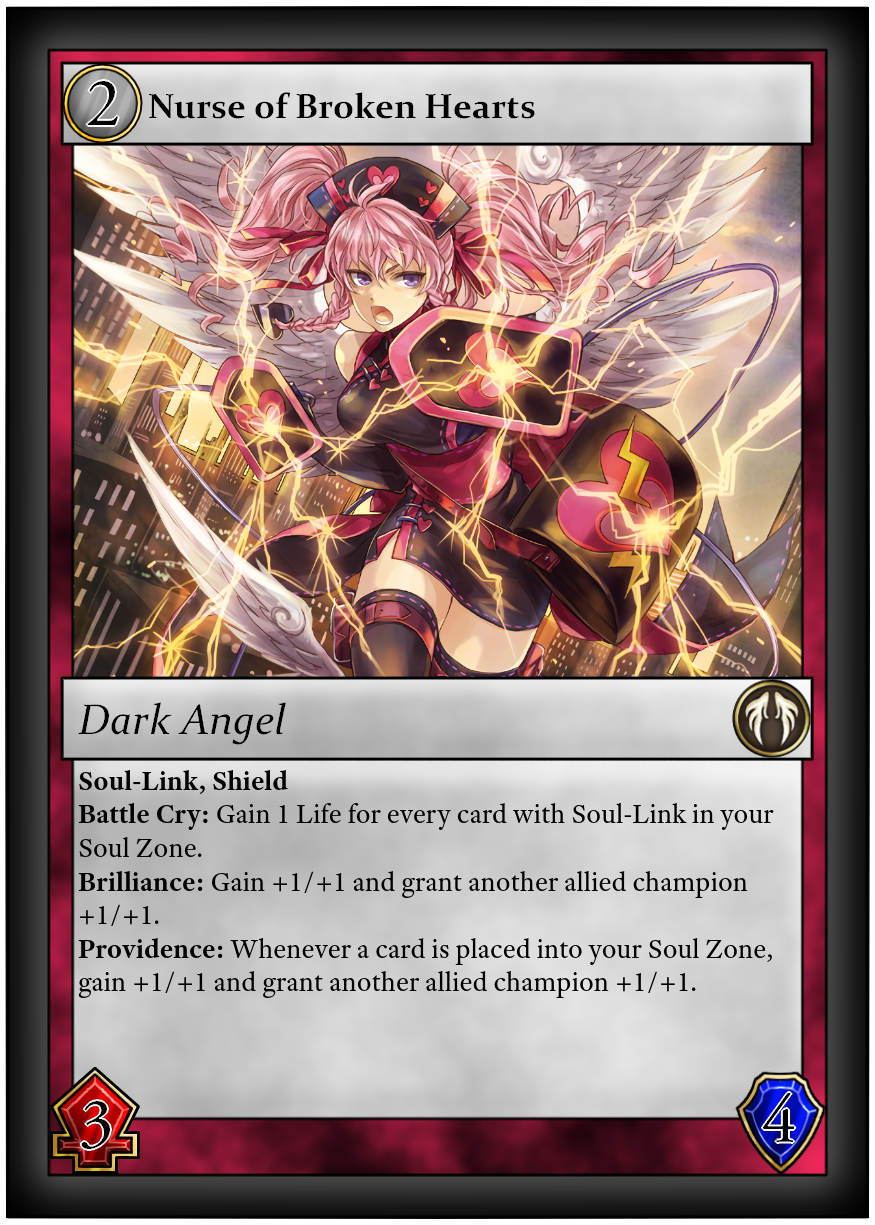 2
Nurse of Broken Hearts
Dark Angel
Soul-Link, Shield
Battle Cry: Gain 1 Life for every card with Soul-Link in your
Soul Zone.
Brilliance: Gain +1/+1 and grant another allied champion
+1/+1.
Providence: Whenever a card is placed into your Soul Zone,
gain +1/+1 and grant another allied champion +1/+1.
3
4